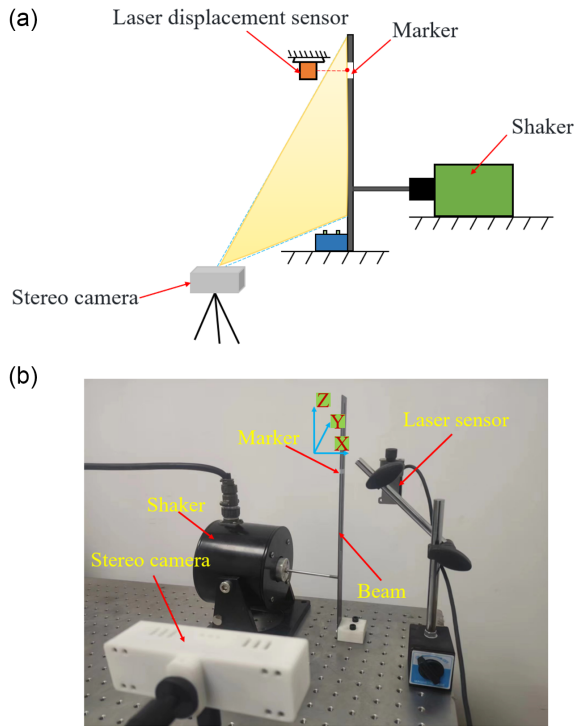 (a)
Laser displacement sensor
Marker
Shaker
Stereo camera
(b)
Z
Y
X
Laser sensor
Marker
Shaker
Stereo camera
Beam